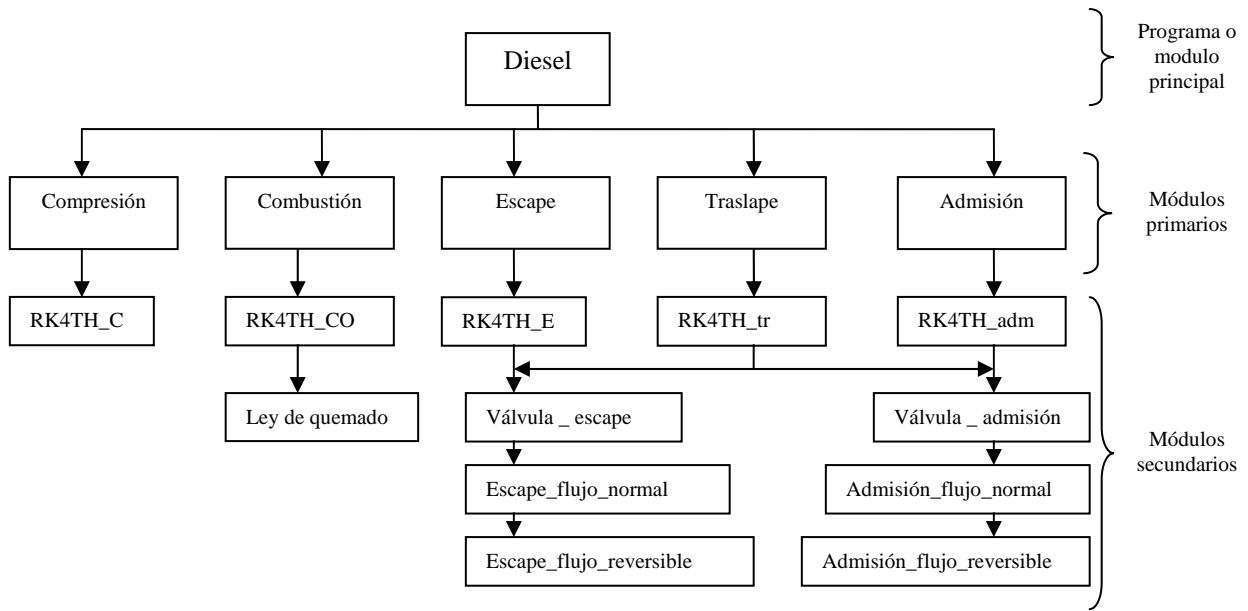 Diesel
Programa o
modulo
principal
Compresión
Combustión
Escape
Traslape
Admisión
Módulos
primarios
RK4TH_C
RK4TH_CO
RK4TH_E
RK4TH_tr
RK4TH_adm
Ley de quemado
Válvula _ escape
Válvula _ admisión
Módulos
secundarios
Escape_flujo_normal
Admisión_flujo_normal
Escape_flujo_reversible
Admisión_flujo_reversible